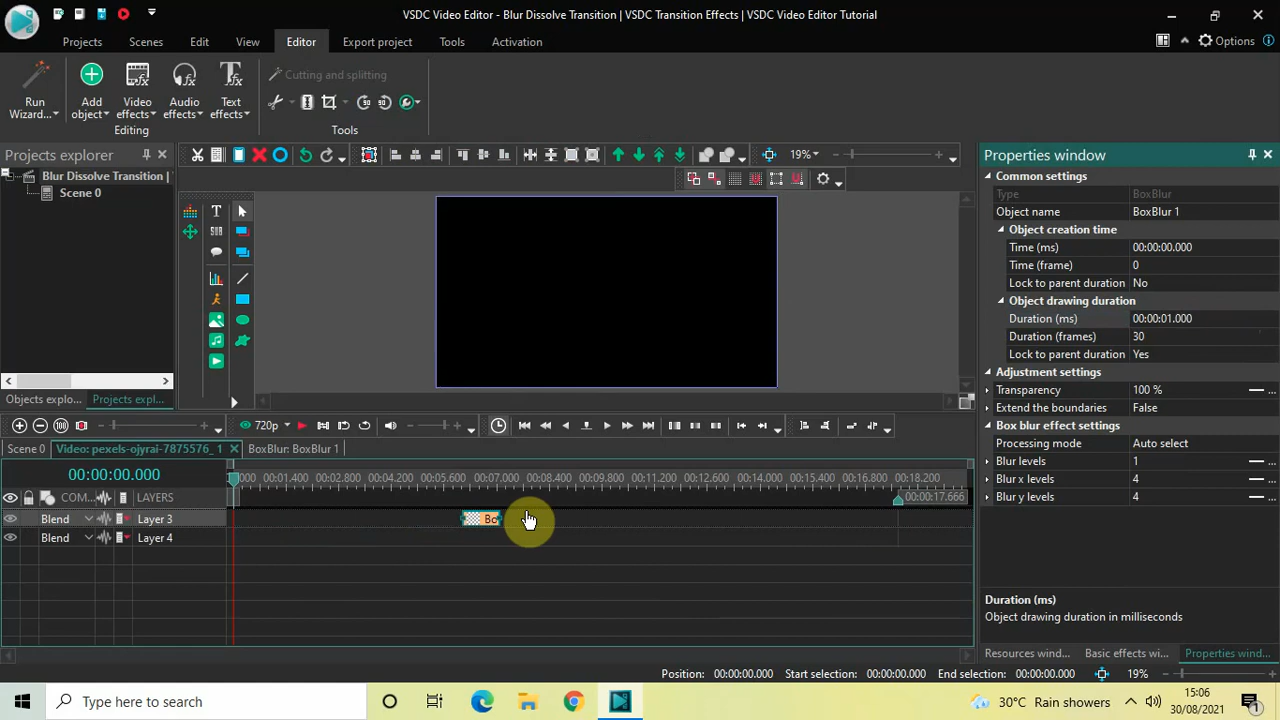 VSDC Video Editor - Blur Dissolve Transition | VSDC Transition Effects | VSDC Video Editor Tutorial
Projects Scenes Edit View Editor Export project Tools Activation Options
Cutting and splitting
Run Wizard... Add object Video effects Audio effects Text effects
Editing Tools
Projects explorer
Blur Dissolve Transition |
Scene 0
19%
Objects explo... Projects expl...
720p
Scene 0 Video: pexels-ojyrai-7875576_1 BoxBlur: BoxBlur 1
00:00:00.000
000 00:01.400 00:02.800 00:04.200 00:05.600 00:07.000 00:08.400 00:09.800 00:11.200 00:12.600 00:14.000 00:15.400 00:16.800 00:18.200
COM... LAYERS 00:00:17.666
Blend Layer 3 Bo
Blend Layer 4
Properties window
Common settings
Type BoxBlur
Object name BoxBlur 1
Object creation time
Time (ms) 00:00:00.000
Time (frame) 0
Lock to parent duration No
Object drawing duration
Duration (ms) 00:00:01.000
Duration (frames) 30
Lock to parent duration Yes
Adjustment settings
Transparency 100 % ...
Extend the boundaries False
Box blur effect settings
Processing mode Auto select
Blur levels 1 ...
Blur x levels 4 ...
Blur y levels 4 ...
Duration (ms)
Object drawing duration in milliseconds
Resources wind... Basic effects wi... Properties wind...
Position: 00:00:00.000 Start selection: 00:00:00.000 End selection: 00:00:00.000 19%
Type here to search
30°C Rain showers
15:06
30/08/2021
1